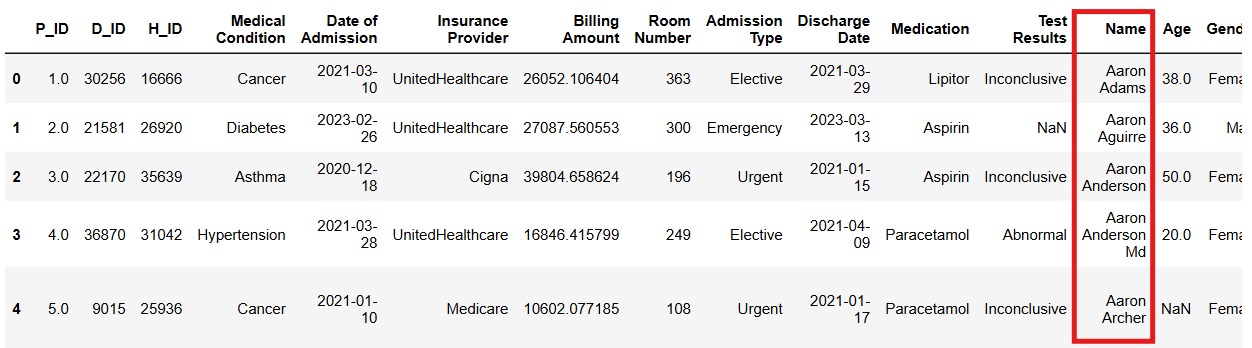 P_ID D_ID H_ID Medical Condition Date of Admission Insurance Provider Billing Amount Room Number Admission Type Discharge Date Medication Test Results Name Age
0 1.0 30256 16666 Cancer 2021-03-10 UnitedHealthcare 26052.106404 363 Elective 2021-03-29 Lipitor Inconclusive Aaron Adams 38.0
1 2.0 21581 26920 Diabetes 2023-02-26 UnitedHealthcare 27087.560553 300 Emergency 2023-03-13 Aspirin NaN Aaron Aguirre 36.0
2 3.0 22170 35639 Asthma 2020-12-18 Cigna 39804.658624 196 Urgent 2021-01-15 Aspirin Inconclusive Aaron Anderson 50.0
3 4.0 36870 31042 Hypertension 2021-03-28 UnitedHealthcare 16846.415799 249 Elective 2021-04-09 Paracetamol Abnormal Aaron Anderson Md 20.0
4 5.0 9015 25936 Cancer 2021-01-10 Medicare 10602.077185 108 Urgent 2021-01-17 Paracetamol Inconclusive Aaron Archer NaN